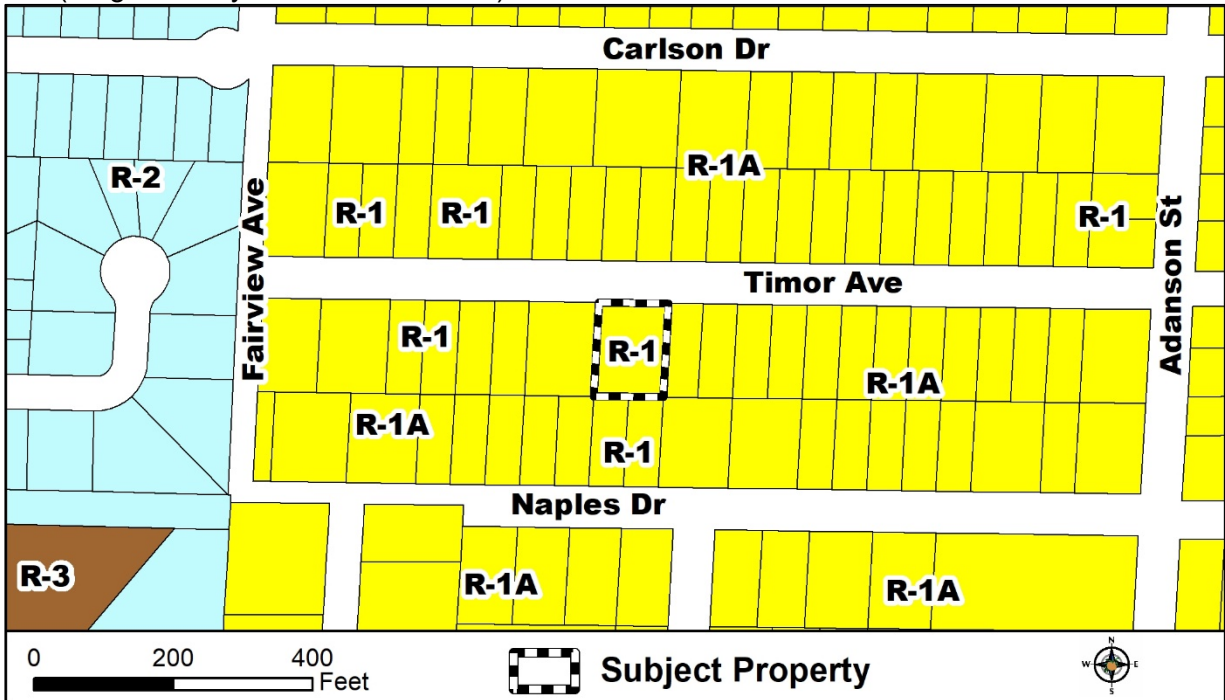 Carlson Dr
R-1A
R-2
R-1
R-1
R-1
Fairview Ave
Adanson St
Timor Ave
R-1
R-1
R-1A
R-1A
R-1
Naples Dr
R-3
R-1A
R-1A
0 200 400
Feet
Subject Property
N
W E
S